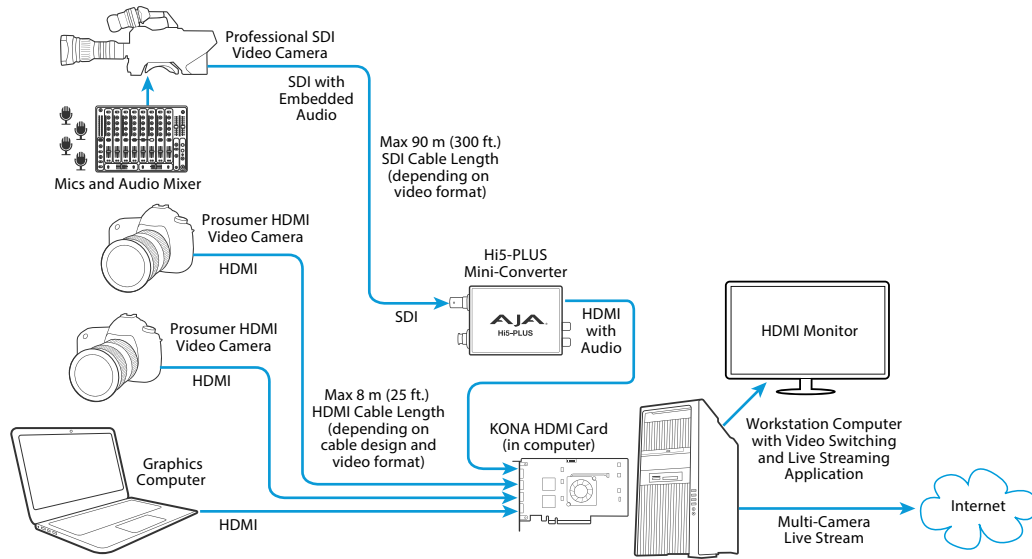 Professional SDI
Video Camera
SDI with
Embedded
Audio
Mics and Audio Mixer
Max 90 m (300 ft.)
SDI Cable Length
(depending on
video format)
Prosumer HDMI
Video Camera
HDMI
Hi5-PLUS
Mini-Converter
SDI
AJA
Hi5-PLUS
HDMI
with
Audio
HDMI Monitor
Prosumer HDMI
Video Camera
HDMI
Max 8 m (25 ft.)
HDMI Cable Length
(depending on
cable design and
video format)
KONA HDMI Card
(in computer)
Workstation Computer
with Video Switching
and Live Streaming
Application
Graphics
Computer
HDMI
Multi-Camera
Live Stream
Internet